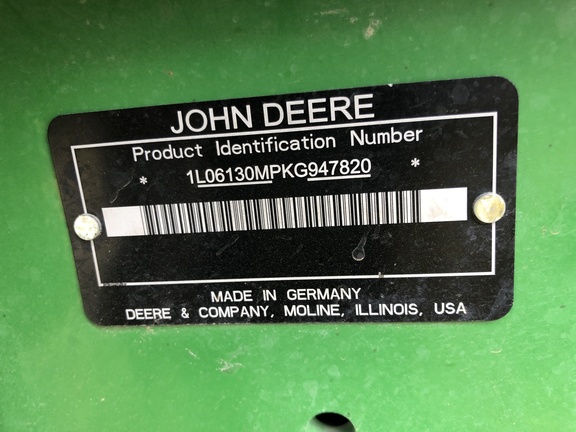 JOHN DEERE
Product Identification Number
* 1L06130MPKG947820 *
MADE IN GERMANY
DEERE & COMPANY, MOLINE, ILLINOIS, USA